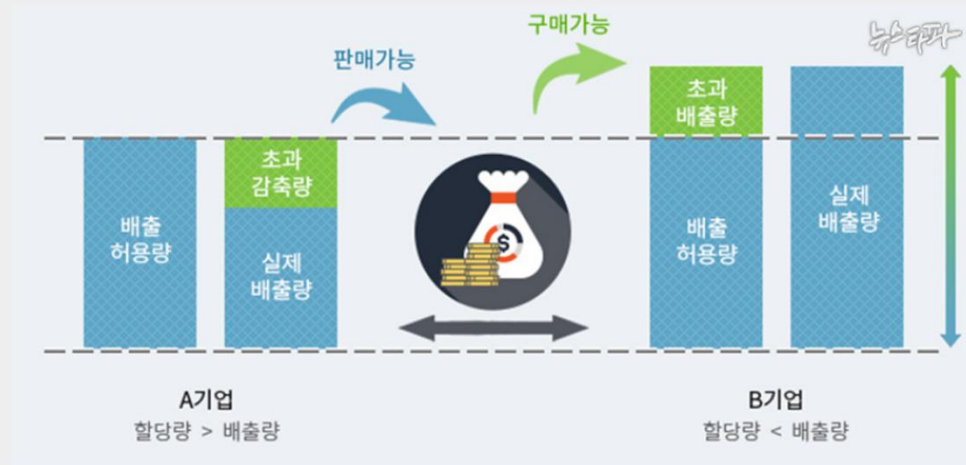 구매가능
뉴스타파
판매가능
초과
배출량
초과
감축량
배출
허용량
실제
배출량
$
배출
허용량
실제
배출량
A기업
할당량 > 배출량
B기업
할당량 < 배출량